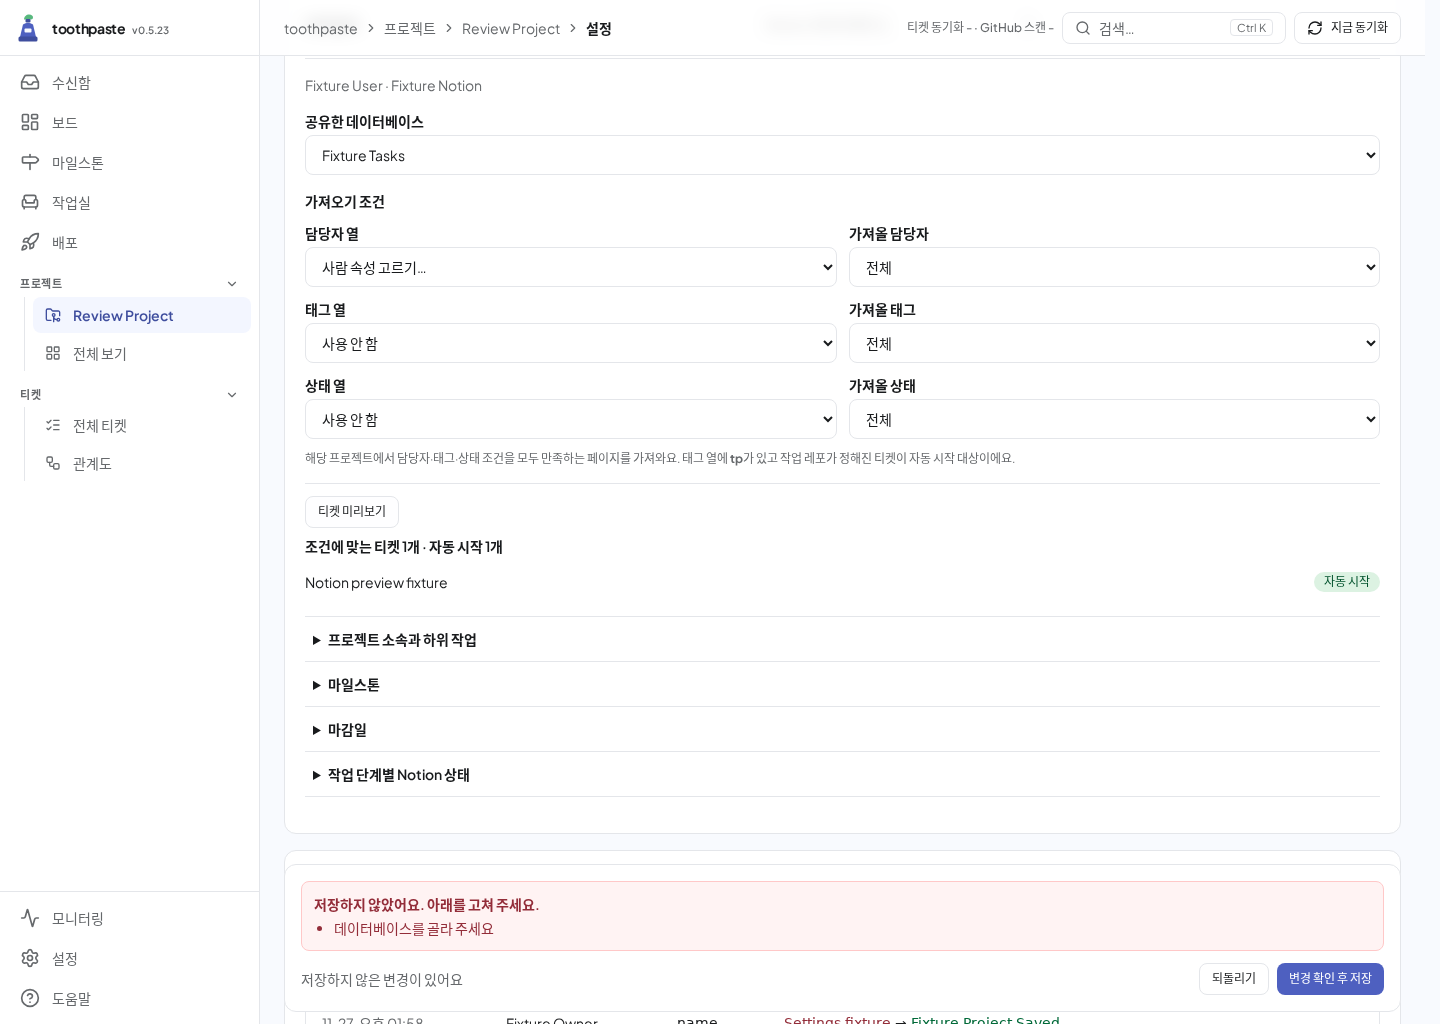 toothpaste v0.5.23
toothpaste > 프로젝트 > Review Project > 설정
티켓 동기화 - · GitHub 스캔 -
검색...
Ctrl K
지금 동기화
수신함
보드
마일스톤
작업실
배포
프로젝트
Review Project
전체 보기
티켓
전체 티켓
관계도
모니터링
설정
도움말
Fixture User · Fixture Notion
공유한 데이터베이스
Fixture Tasks
가져오기 조건
담당자 열
가져올 담당자
사람 속성 고르기...
전체
태그 열
가져올 태그
사용 안 함
전체
상태 열
가져올 상태
사용 안 함
전체
해당 프로젝트에서 담당자·태그·상태 조건을 모두 만족하는 페이지를 가져와요. 태그 열에 tp가 있고 작업 레포가 정해진 티켓이 자동 시작 대상이에요.
티켓 미리보기
조건에 맞는 티켓 1개 · 자동 시작 1개
Notion preview fixture
자동 시작
프로젝트 소속과 하위 작업
마일스톤
마감일
작업 단계별 Notion 상태
저장하지 않았어요. 아래를 고쳐 주세요.
데이터베이스를 골라 주세요
저장하지 않은 변경이 있어요
되돌리기
변경 확인 후 저장
11. 27. 오후 01:58
Fixture Owner
name
Settings fixture → Fixture Project Saved